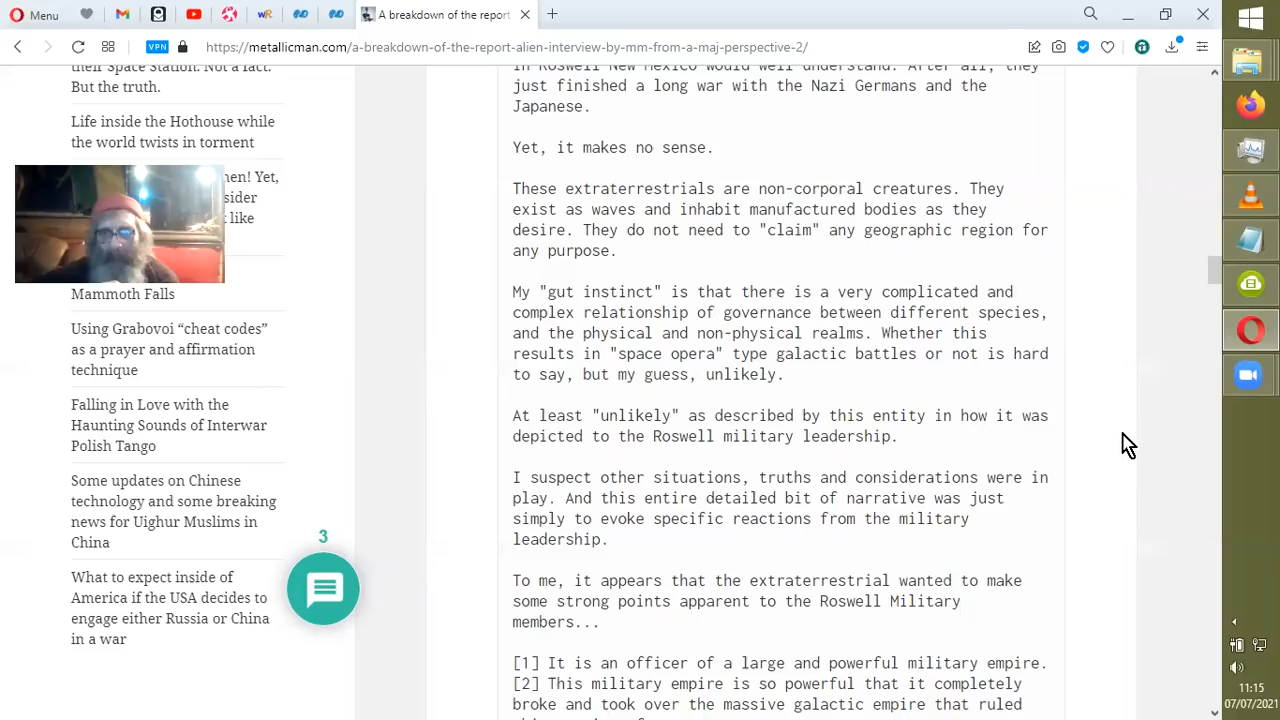 Menu
A breakdown of the report
https://metallicman.com/a-breakdown-of-the-report-alien-interview-by-mm-from-a-maj-perspective-2/
VPN
their Space Station. Not a fact.
But the truth.
Life inside the Hothouse while
the world twists in torment
men! Yet,
like
Mammoth Falls
Using Grabovoi “cheat codes”
as a prayer and affirmation
technique
Falling in Love with the
Haunting Sounds of Interwar
Polish Tango
Some updates on Chinese
technology and some breaking
news for Uighur Muslims in
China
What to expect inside of
America if the USA decides to
engage either Russia or China
in a war
3
in Roswell New Mexico would well understand. After all, they
just finished a long war with the Nazi Germans and the
Japanese.
Yet, it makes no sense.
These extraterrestrials are non-corporal creatures. They
exist as waves and inhabit manufactured bodies as they
desire. They do not need to "claim" any geographic region for
any purpose.
My "gut instinct" is that there is a very complicated and
complex relationship of governance between different species,
and the physical and non-physical realms. Whether this
results in "space opera" type galactic battles or not is hard
to say, but my guess, unlikely.
At least "unlikely" as described by this entity in how it was
depicted to the Roswell military leadership.
I suspect other situations, truths and considerations were in
play. And this entire detailed bit of narrative was just
simply to evoke specific reactions from the military
leadership.
To me, it appears that the extraterrestrial wanted to make
some strong points apparent to the Roswell Military
members...
[1] It is an officer of a large and powerful military empire.
[2] This military empire is so powerful that it completely
broke and took over the massive galactic empire that ruled
11:15
07/07/2021